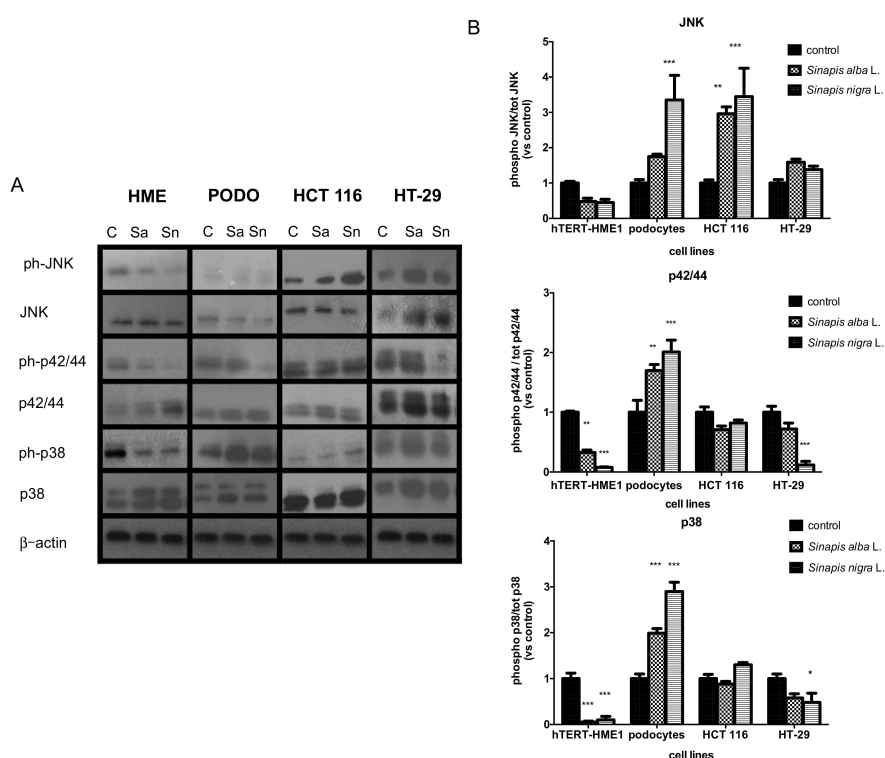 A
HME PODO HCT 116 HT-29
C Sa Sn C Sa Sn C Sa Sn C Sa Sn
ph-JNK
JNK
ph-p42/44
p42/44
ph-p38
p38
β-actin
B
JNK
phospho JNK/tot JNK
(vs control)
5
4
3
2
1
0
*** ** ***
control
Sinapis alba L.
Sinapis nigra L.
hTERT-HME1 podocytes HCT 116 HT-29
cell lines
p42/44
phospho p42/44 / tot p42/44
(vs control)
3
2
1
0
** *** ** *** ***
control
Sinapis alba L.
Sinapis nigra L.
hTERT-HME1 podocytes HCT 116 HT-29
cell lines
p38
phospho p38/tot p38
(vs control)
4
3
2
1
0
*** *** *** *** *
control
Sinapis alba L.
Sinapis nigra L.
hTERT-HME1 podocytes HCT 116 HT-29
cell lines